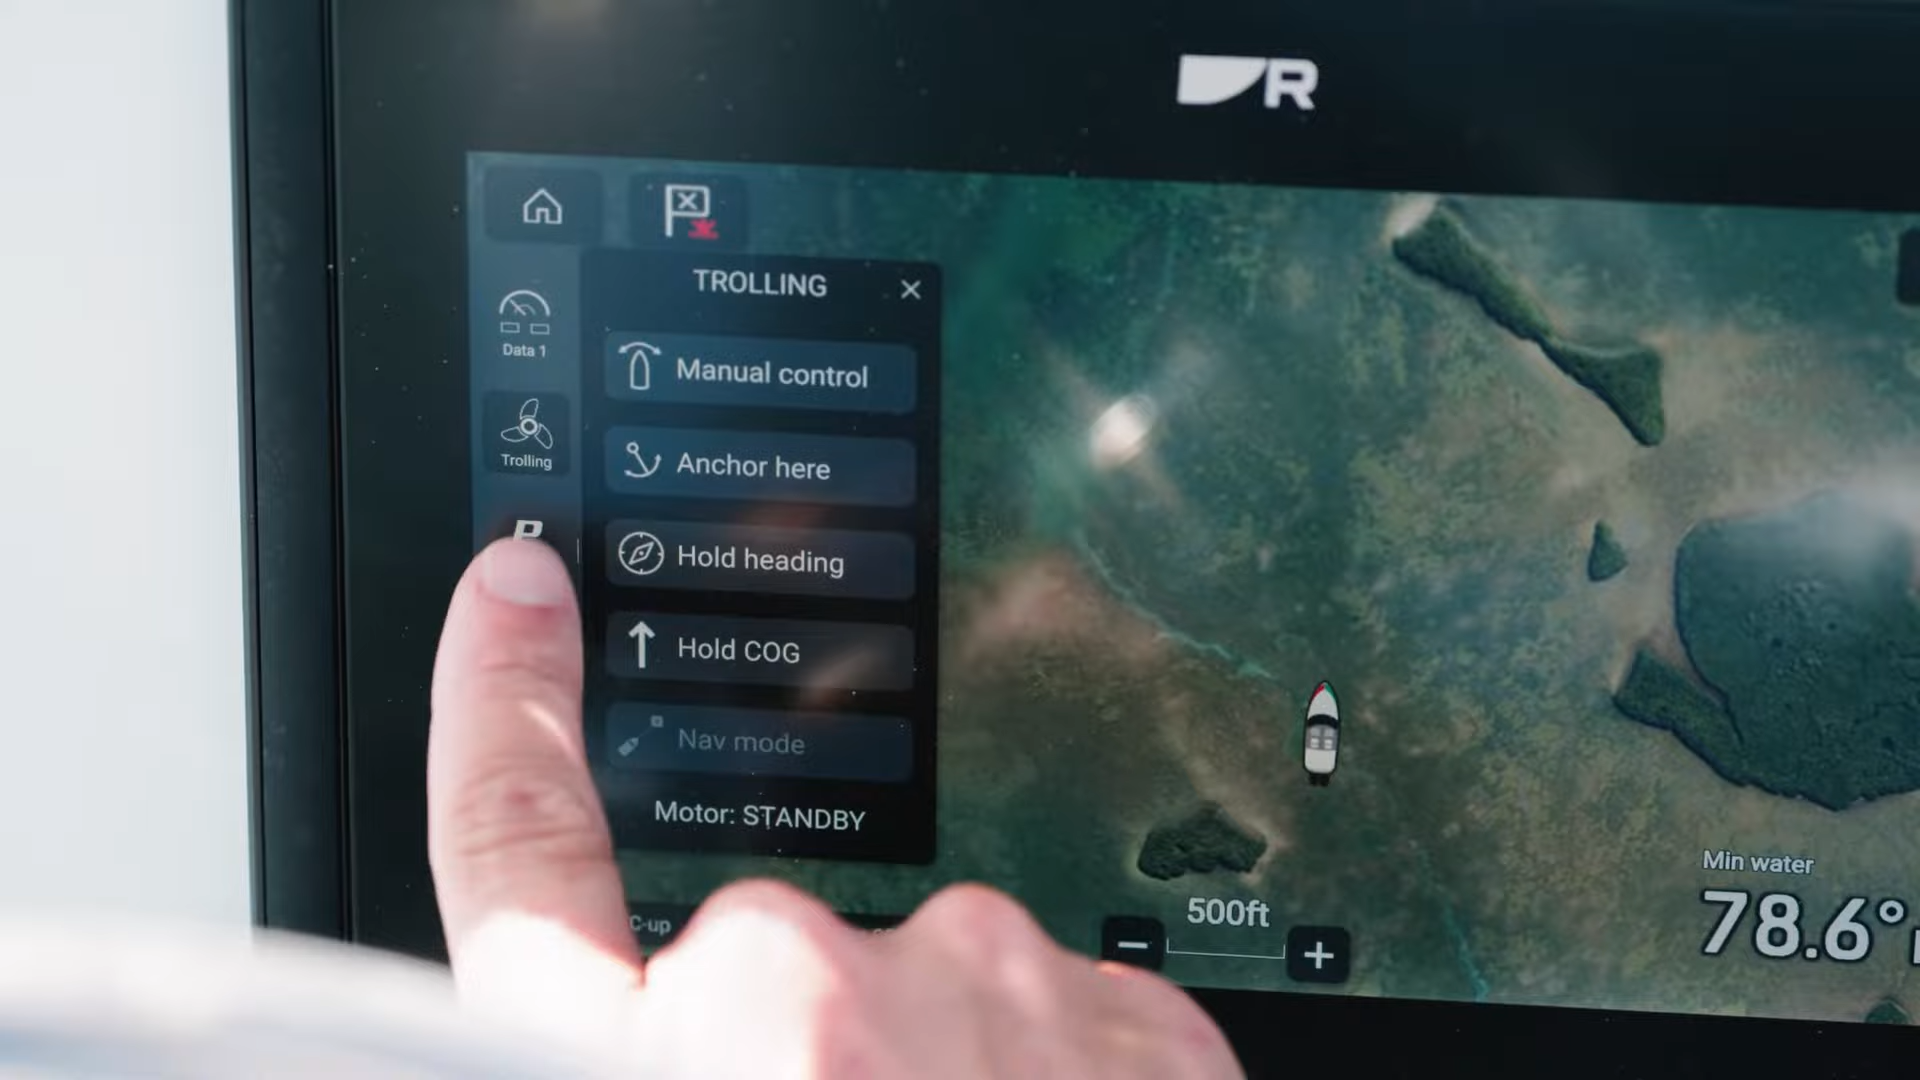 R
TROLLING
Data 1
Manual control
Trolling
Anchor here
Hold heading
Hold COG
Nav mode
Motor: STANDBY
C-up
500ft
Min water
78.6°